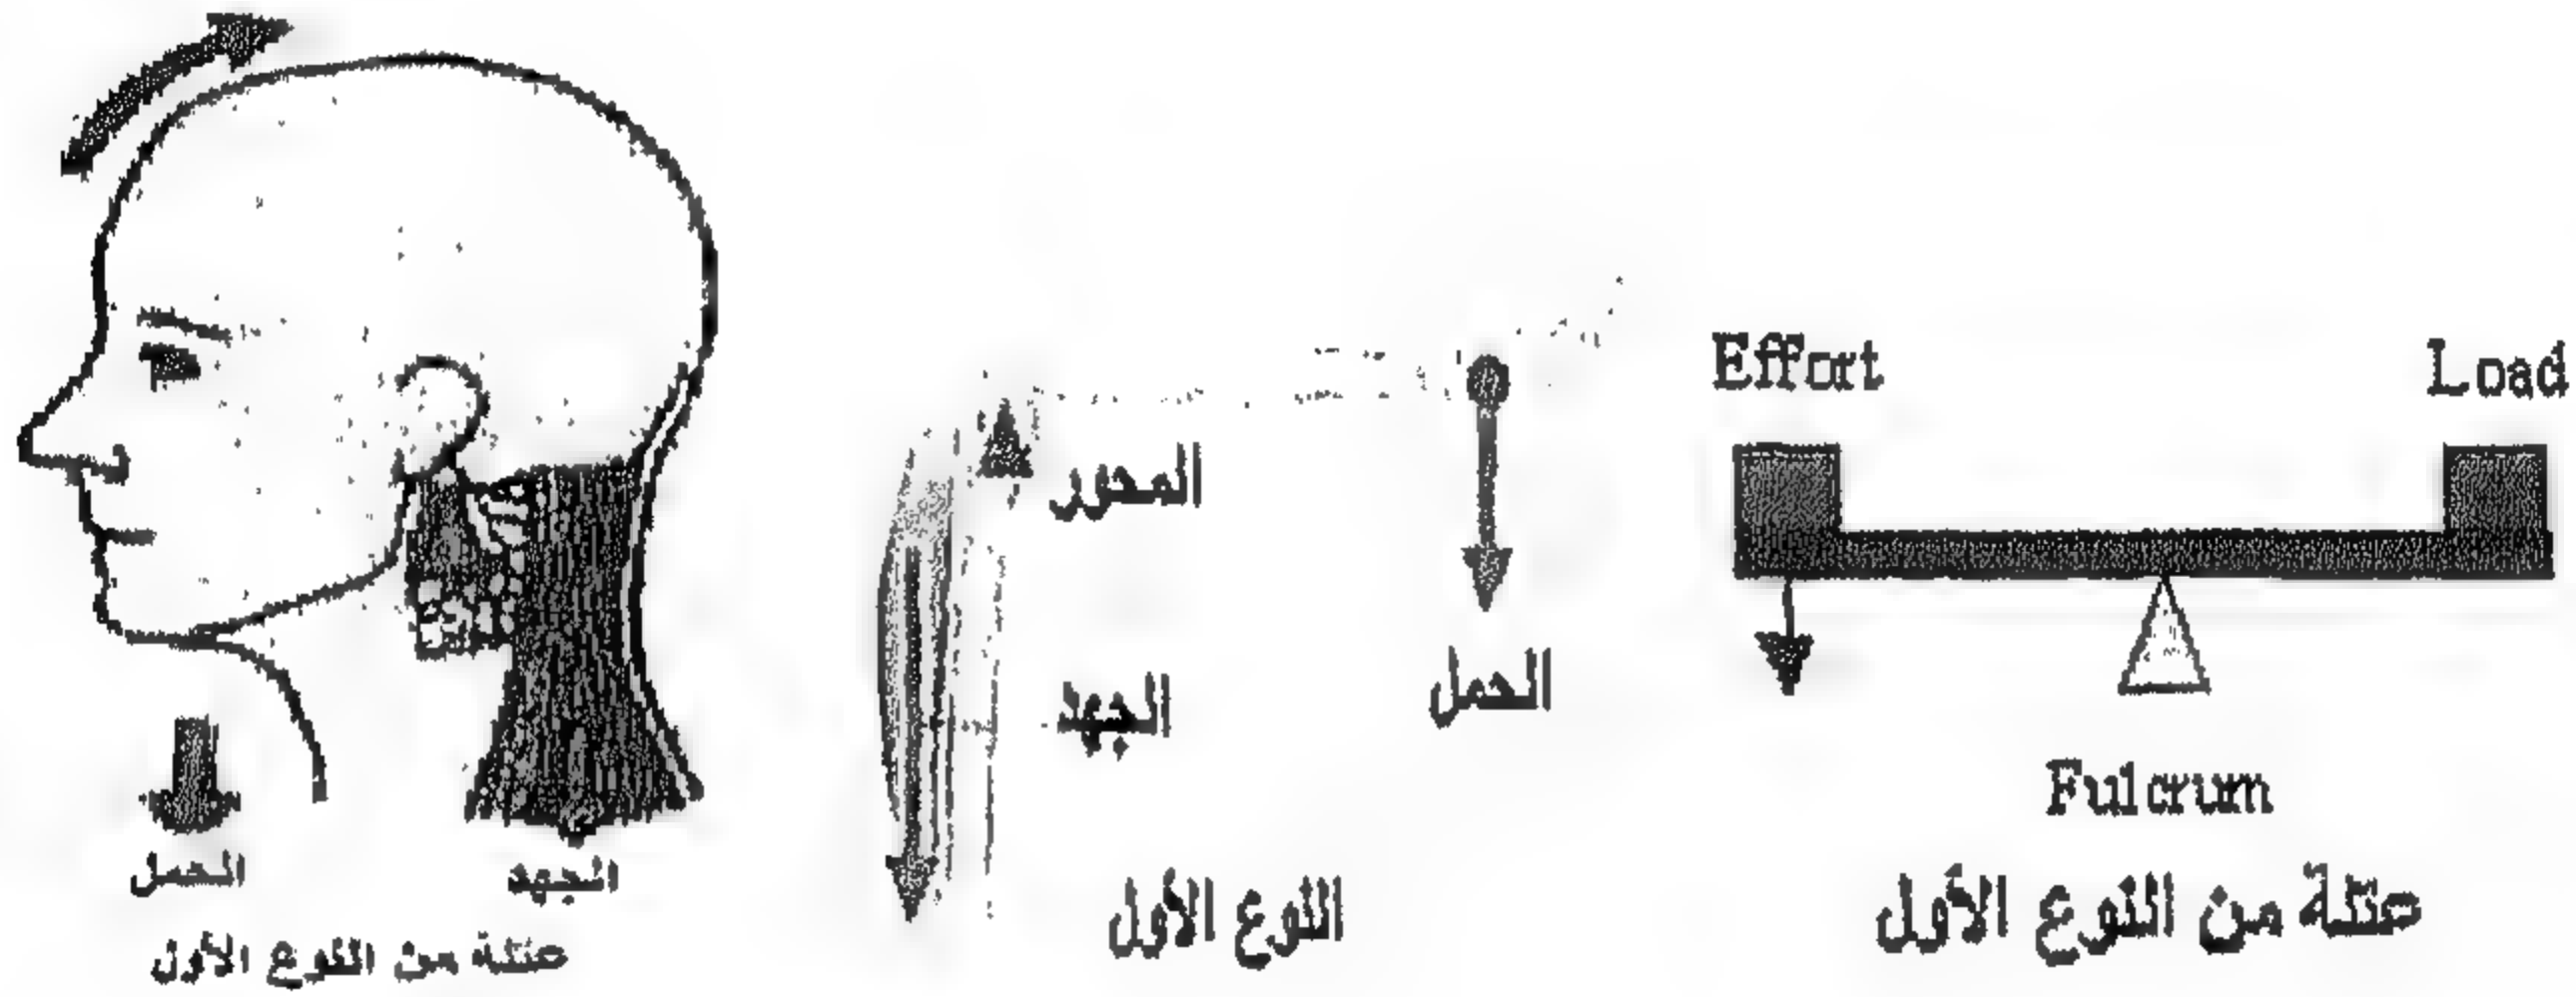 الحمل
الجهد
عتلة من النوع الأول
المحور
الجهد
الحمل
النوع الأول
Effort
Load
Fulcrum
عتلة من النوع الأول